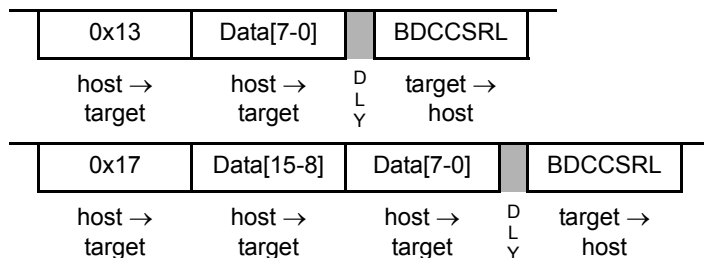 0x13 Data[7-0] BDCCSRL
host → host → D target →
target target L host
Y
0x17 Data[15-8] Data[7-0] BDCCSRL
host → host → host → D target →
target target target L host
Y